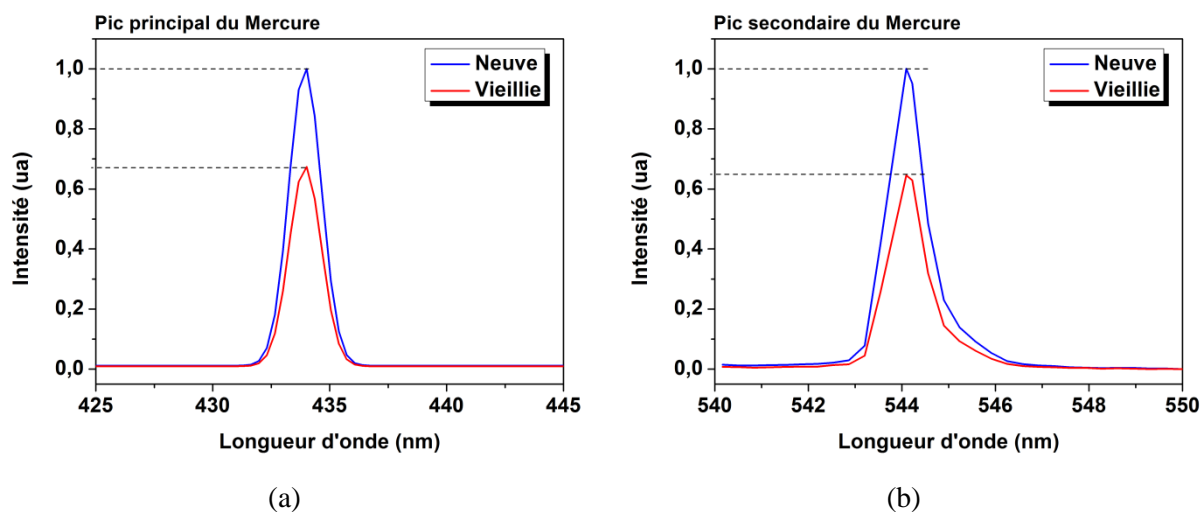 Pic principal du Mercure
Neuve
Vieillie
1,0
0,8
0,6
0,4
0,2
0,0
Intensité (ua)
425
430
435
440
445
Longueur d'onde (nm)
(a)
Pic secondaire du Mercure
Neuve
Vieillie
1,0
0,8
0,6
0,4
0,2
0,0
Intensité (ua)
540
542
544
546
548
550
Longueur d'onde (nm)
(b)